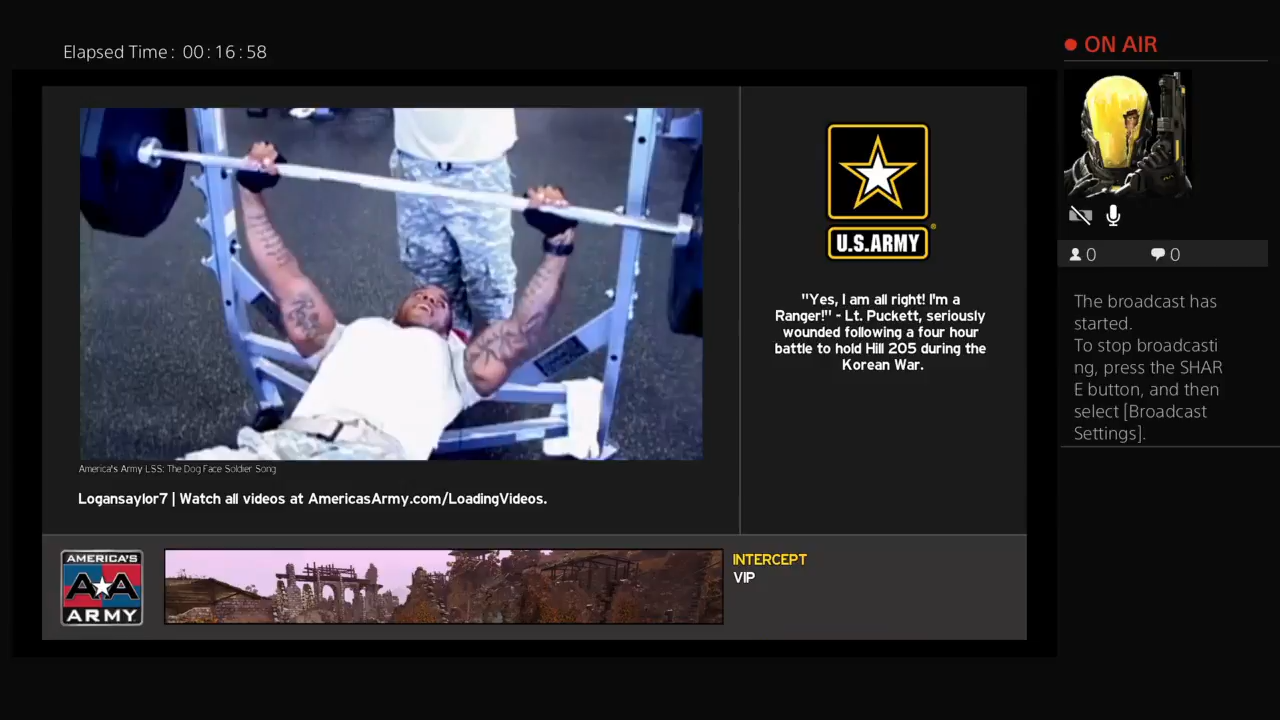 Elapsed Time: 00:16:58
ON AIR
U.S.ARMY
0
0
"Yes, I am all right! I'm a
Ranger!" - Lt. Puckett, seriously
wounded following a four hour
battle to hold Hill 205 during the
Korean War.
The broadcast has
started.
To stop broadcasti
ng, press the SHAR
E button, and then
select [Broadcast
Settings].
America's Army LSS: The Dog Face Soldier Song
Logansaylor7 | Watch all videos at AmericasArmy.com/LoadingVideos.
AMERICA'S
AA
ARMY
INTERCEPT
VIP